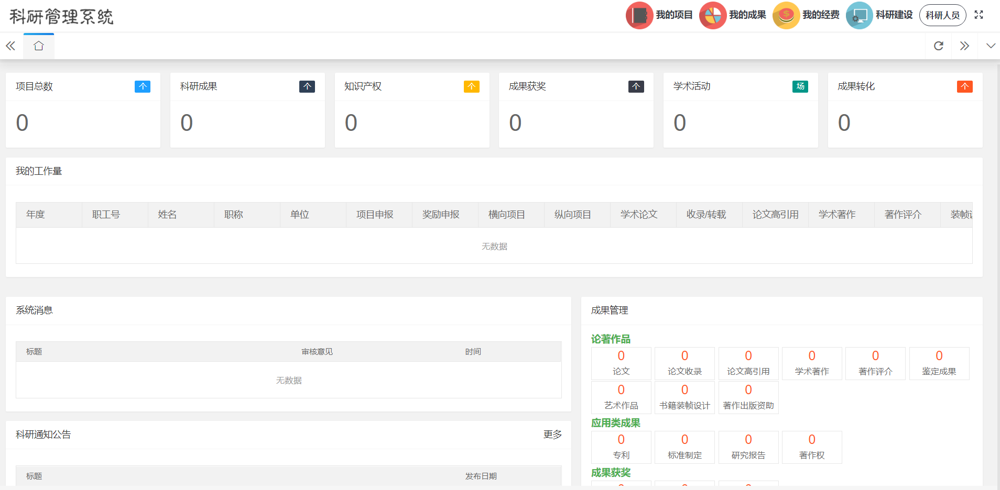 科研管理系统
我的项目 我的成果 我的经费 科研建设 科研人员
项目总数 个 科研成果 个 知识产权 个 成果获奖 个 学术活动 场 成果转化 个
0 0 0 0 0 0
我的工作量
年度 职工号 姓名 职称 单位 项目申报 奖励申报 横向项目 纵向项目 学术论文 收录/转载 论文高引用 学术著作 著作评介 装帧
无数据
系统消息
标题 审核意见 时间
无数据
科研通知公告 更多
标题 发布日期
成果管理
论著作品
0 0 0 0 0 0
论文 论文收录 论文高引用 学术著作 著作评介 鉴定成果
0 0 0
艺术作品 书籍装帧设计 著作出版资助
应用类成果
0 0 0 0
专利 标准制定 研究报告 著作权
成果获奖